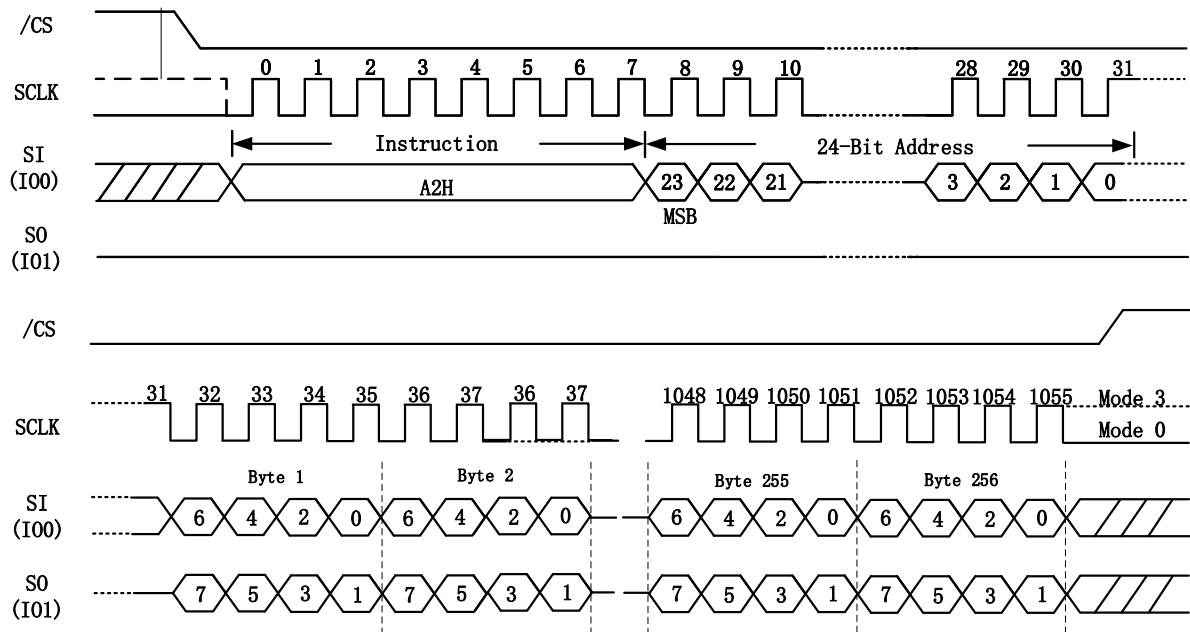 /CS
SCLK
0 1 2 3 4 5 6 7 8 9 10 28 29 30 31
Instruction 24-Bit Address
SI
(IO0)
A2H 23 22 21 3 2 1 0
MSB
SO
(IO1)
/CS
31 32 33 34 35 36 37 36 37 1048 1049 1050 1051 1052 1053 1054 1055 Mode 3
SCLK
Mode 0
Byte 1 Byte 2 Byte 255 Byte 256
SI
(IO0)
6 4 2 0 6 4 2 0 6 4 2 0 6 4 2 0
SO
(IO1)
7 5 3 1 7 5 3 1 7 5 3 1 7 5 3 1